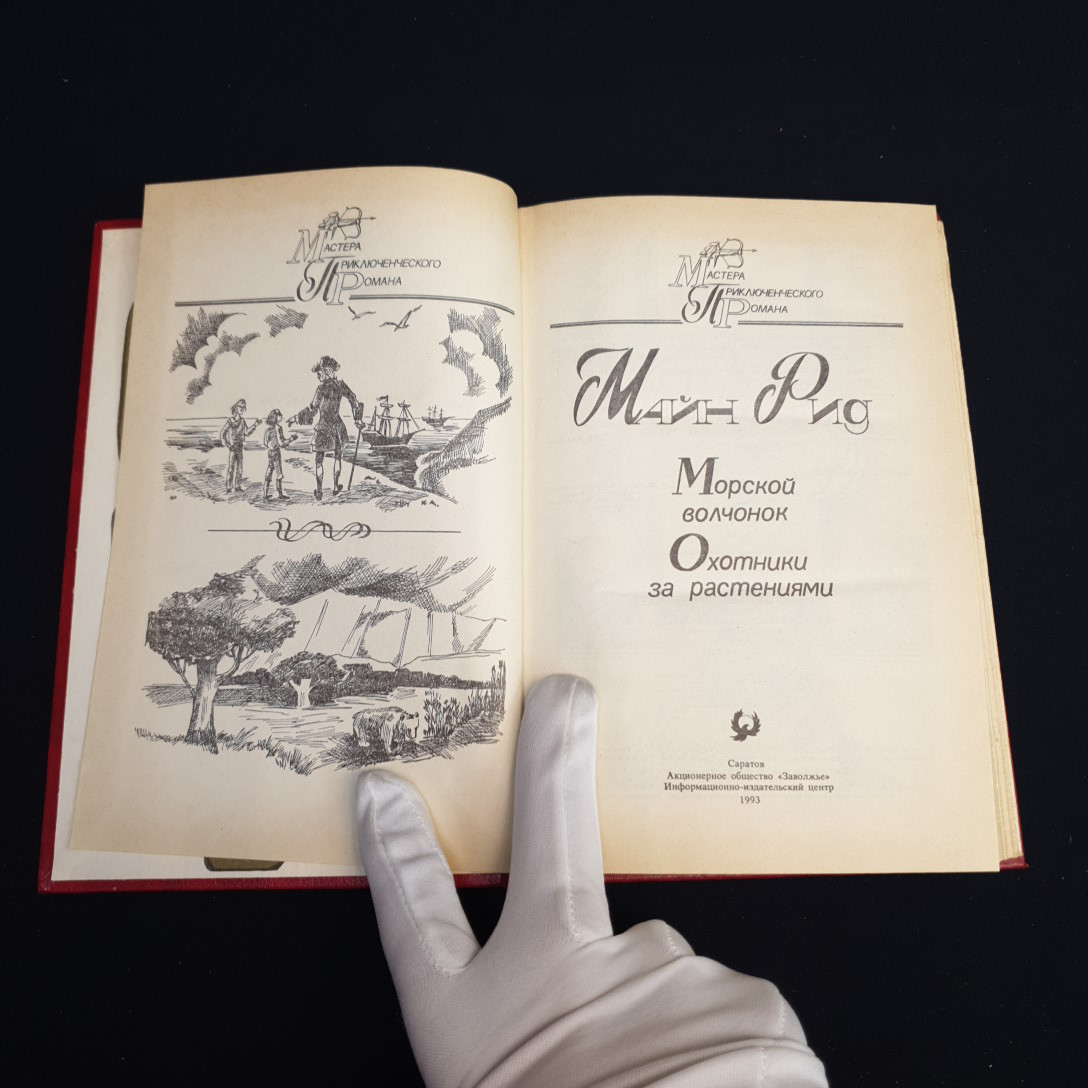 Мастера
Приключенческого
Романа
К.А.
Мастера
Приключенческого
Романа
Майн Рид
Морской
волчонок
Охотники
за растениями
Саратов
Акционерное общество «Заволжье»
Информационно-издательский центр
1993